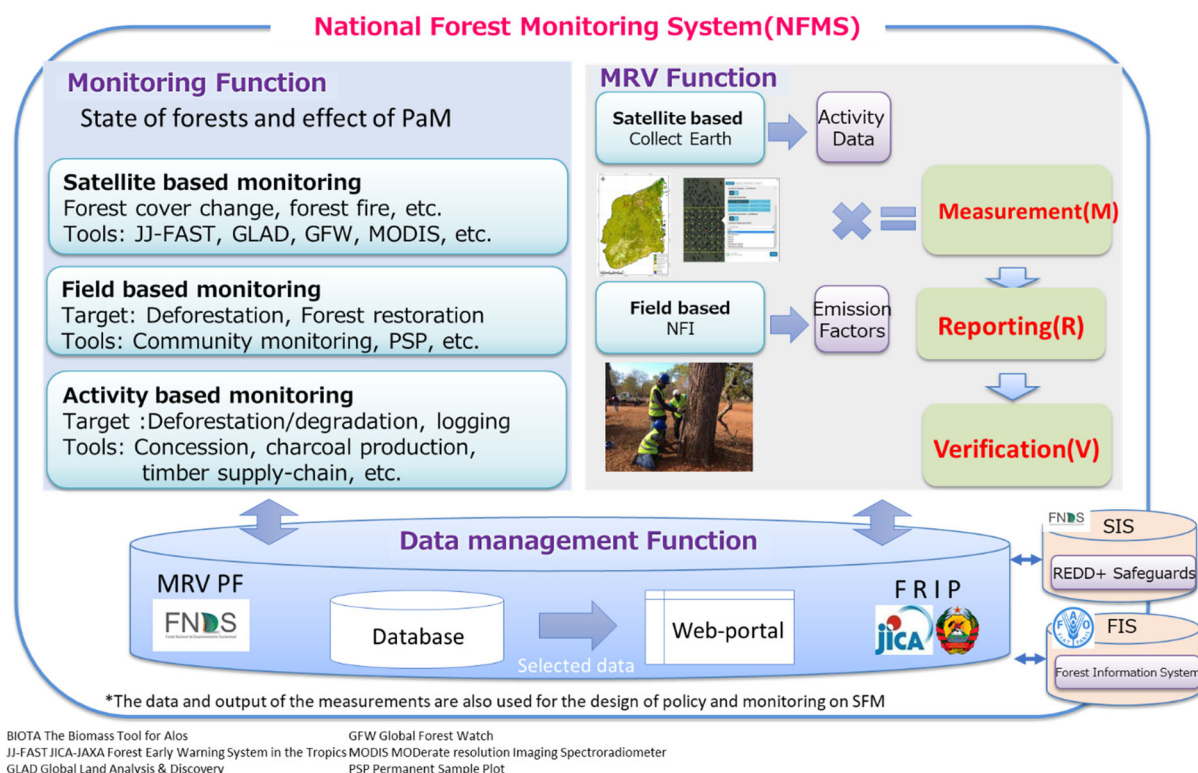 National Forest Monitoring System(NFMS)
Monitoring Function
State of forests and effect of PaM
Satellite based monitoring
Forest cover change, forest fire, etc.
Tools: JJ-FAST, GLAD, GFW, MODIS, etc.
Field based monitoring
Target: Deforestation, Forest restoration
Tools: Community monitoring, PSP, etc.
Activity based monitoring
Target :Deforestation/degradation, logging
Tools: Concession, charcoal production,
timber supply-chain, etc.
MRV Function
Satellite based
Collect Earth
Activity
Data
Measurement(M)
Field based
NFI
Emission
Factors
Reporting(R)
Verification(V)
Data management Function
MRV PF
FNDS
Database
Selected data
Web-portal
F R I P
jICA
FNDS
SIS
REDD+ Safeguards
FAO
FIS
Forest Information System
*The data and output of the measurements are also used for the design of policy and monitoring on SFM
BIOTA The Biomass Tool for Alos
JJ-FAST JICA-JAXA Forest Early Warning System in the Tropics
GLAD Global Land Analysis & Discovery
GFW Global Forest Watch
MODIS MODerate resolution Imaging Spectroradiometer
PSP Permanent Sample Plot